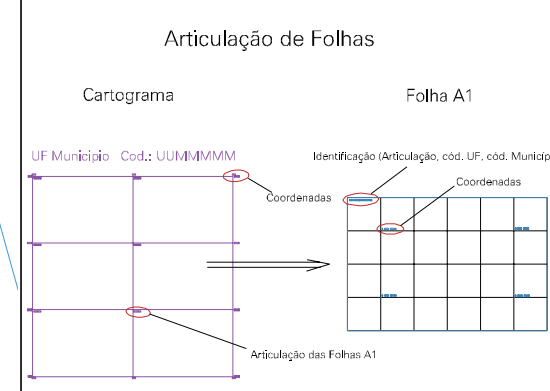 Articulação de Folhas
Cartograma
Folha A1
UF Municipio Cod.: UUMMMMM
Identificação (Articulação, cód. UF, cód. Municíp
Coordenadas
Coordenadas
Articulação das Folhas A1